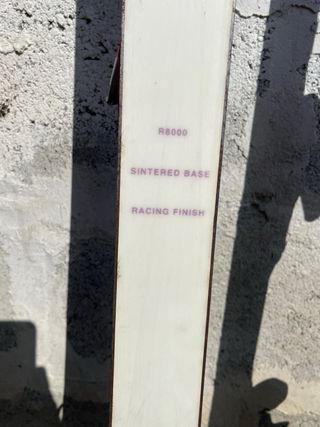 R8000
SINTERED BASE
RACING FINISH